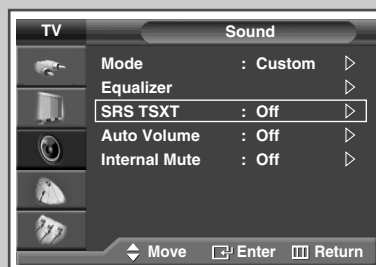 TV Sound
Mode : Custom
Equalizer
SRS TSXT : Off
Auto Volume : Off
Internal Mute : Off
Move Enter Return